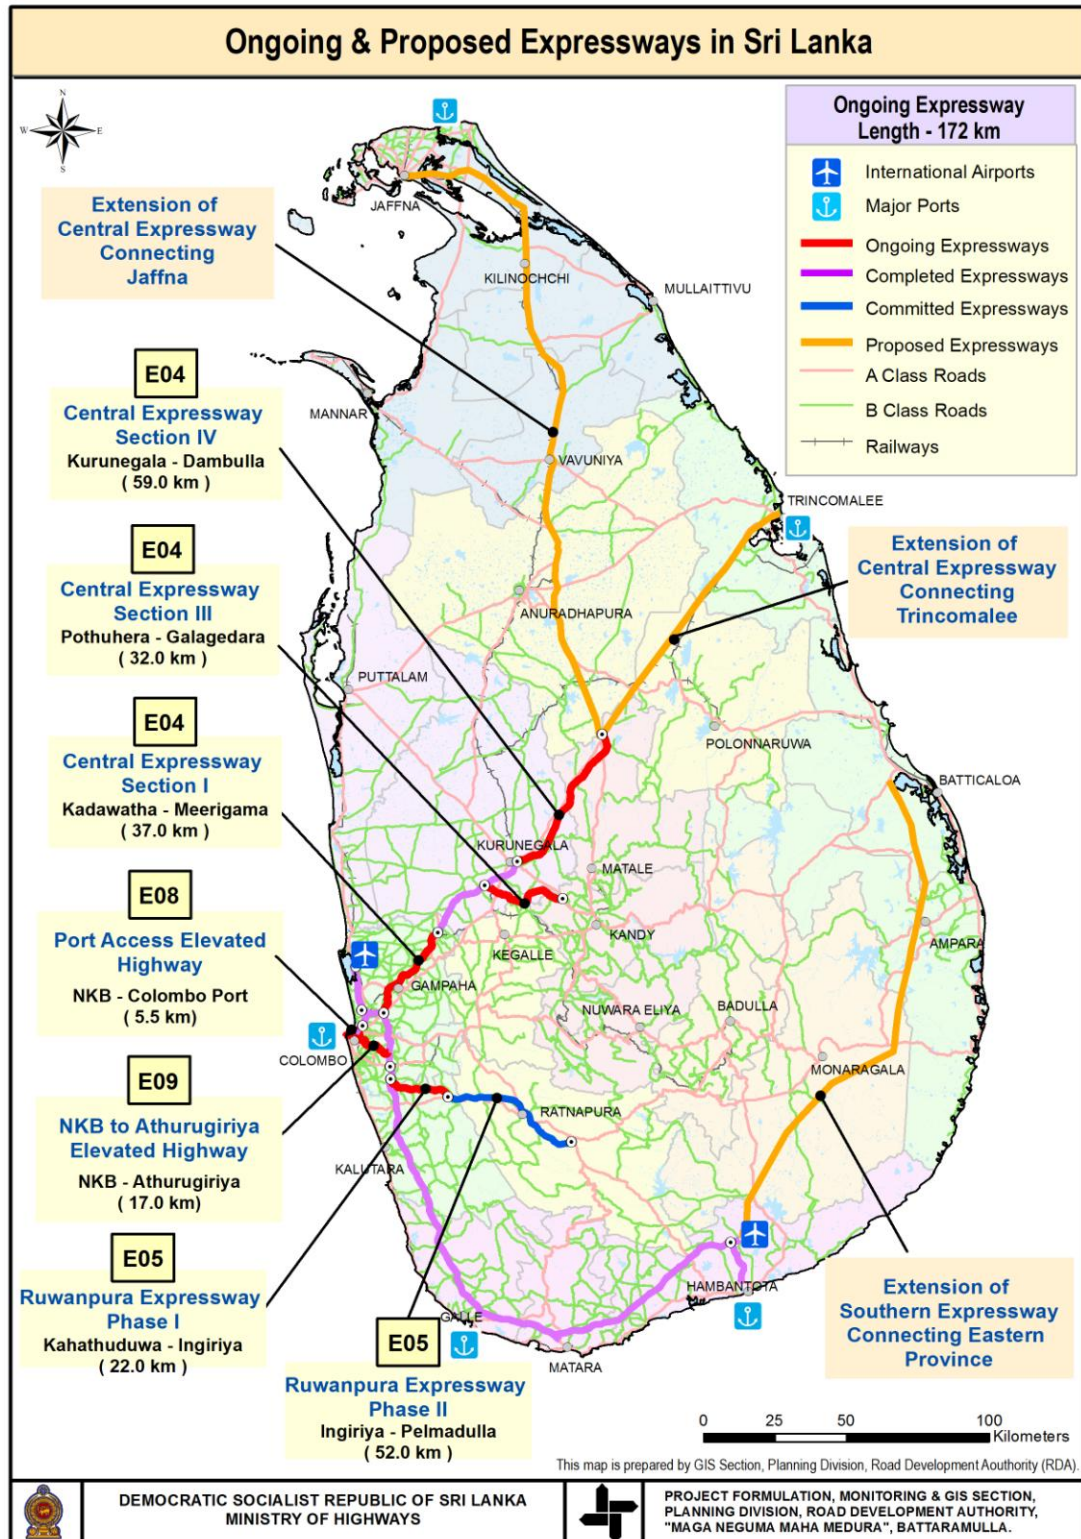 Ongoing & Proposed Expressways in Sri Lanka
N
W
E
S
Ongoing Expressway
Length - 172 km
International Airports
Major Ports
Ongoing Expressways
Completed Expressways
Committed Expressways
Proposed Expressways
A Class Roads
B Class Roads
Railways
Extension of
Central Expressway
Connecting
Jaffna
E04
Central Expressway
Section IV
Kurunegala - Dambulla
( 59.0 km )
E04
Central Expressway
Section III
Pothuhera - Galagedara
( 32.0 km )
E04
Central Expressway
Section I
Kadawatha - Meerigama
( 37.0 km )
E08
Port Access Elevated
Highway
NKB - Colombo Port
( 5.5 km)
E09
NKB to Athurugiriya
Elevated Highway
NKB - Athurugiriya
( 17.0 km)
E05
Ruwanpura Expressway
Phase I
Kahathuduwa - Ingiriya
( 22.0 km )
E05
Ruwanpura Expressway
Phase II
Ingiriya - Pelmadulla
( 52.0 km )
Extension of
Central Expressway
Connecting
Trincomalee
Extension of
Southern Expressway
Connecting Eastern
Province
JAFFNA
KILINOCHCHI
MULLAITTIVU
MANNAR
VAVUNIYA
TRINCOMALEE
ANURADHAPURA
PUTTALAM
POLONNARUWA
BATTICALOA
KURUNEGALA
MATALE
KANDY
KEGALLE
AMPARA
GAMPAHA
NUWARA ELIYA
BADULLA
COLOMBO
MONARAGALA
RATNAPURA
KALUTARA
HAMBANTOTA
GALLE
MATARA
0 25 50 100
Kilometers
This map is prepared by GIS Section, Planning Division, Road Development Aouthority (RDA).
DEMOCRATIC SOCIALIST REPUBLIC OF SRI LANKA
MINISTRY OF HIGHWAYS
PROJECT FORMULATION, MONITORING & GIS SECTION,
PLANNING DIVISION, ROAD DEVELOPMENT AUTHORITY,
"MAGA NEGUMA MAHA MEDURA", BATTARAMULLA.